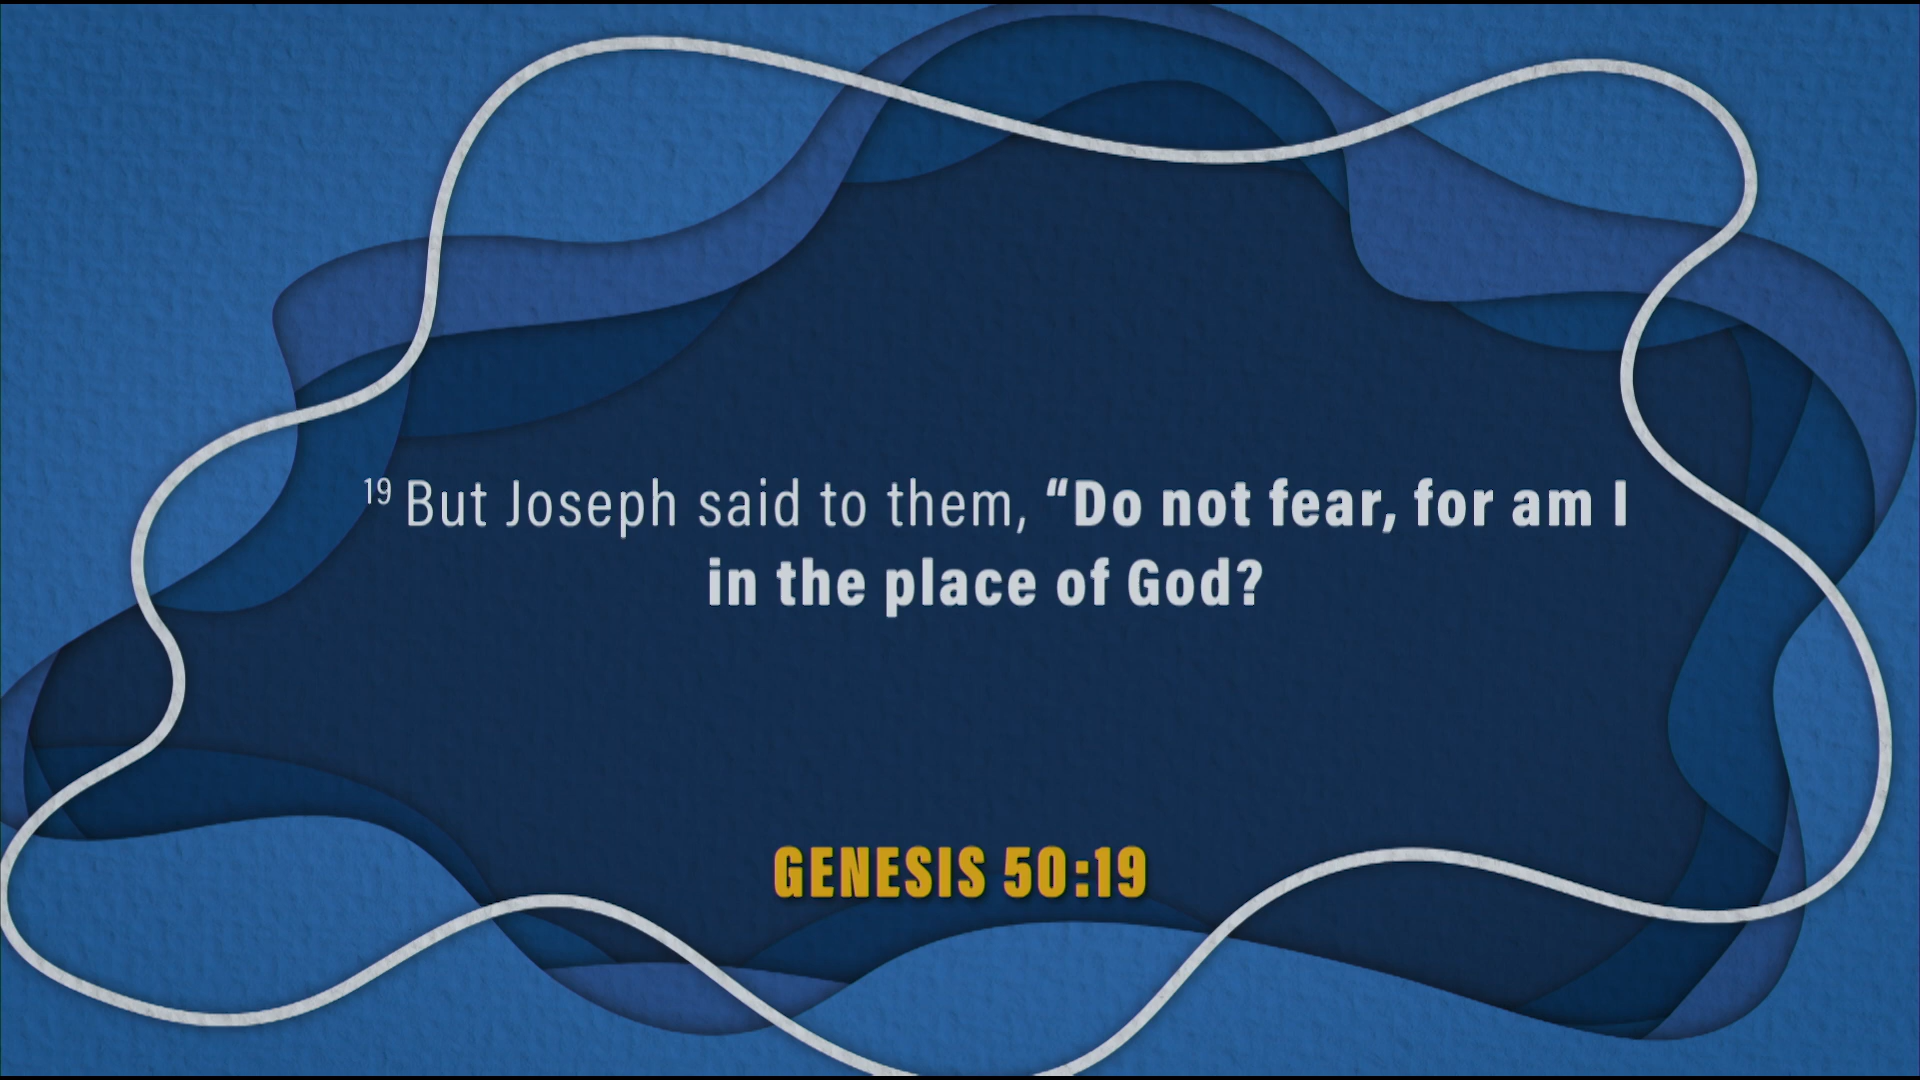 19 But Joseph said to them, “Do not fear, for am I
in the place of God?
GENESIS 50:19